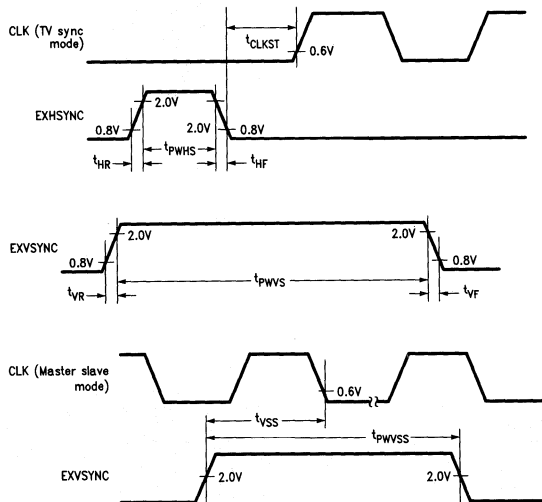 CLK (TV sync
mode)
tCLKST
0.6V
EXHSYNC
2.0V
0.8V
2.0V
0.8V
tHR
tPWHS
tHF
EXVSYNC
2.0V
2.0V
0.8V
0.8V
tVR
tPWVS
tVF
CLK (Master slave
mode)
0.6V
tVSS
tPWVSS
EXVSYNC
2.0V
2.0V